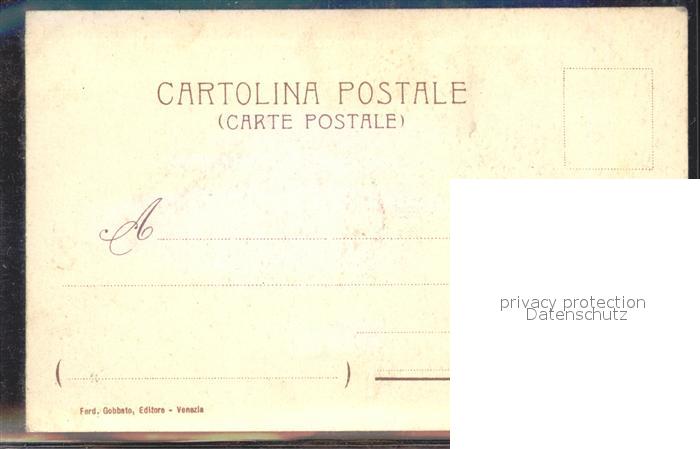 CARTOLINA POSTALE
(CARTE POSTALE)
A
privacy protection
Datenschutz
( )
Ferd. Gobbato, Editore - Venezia